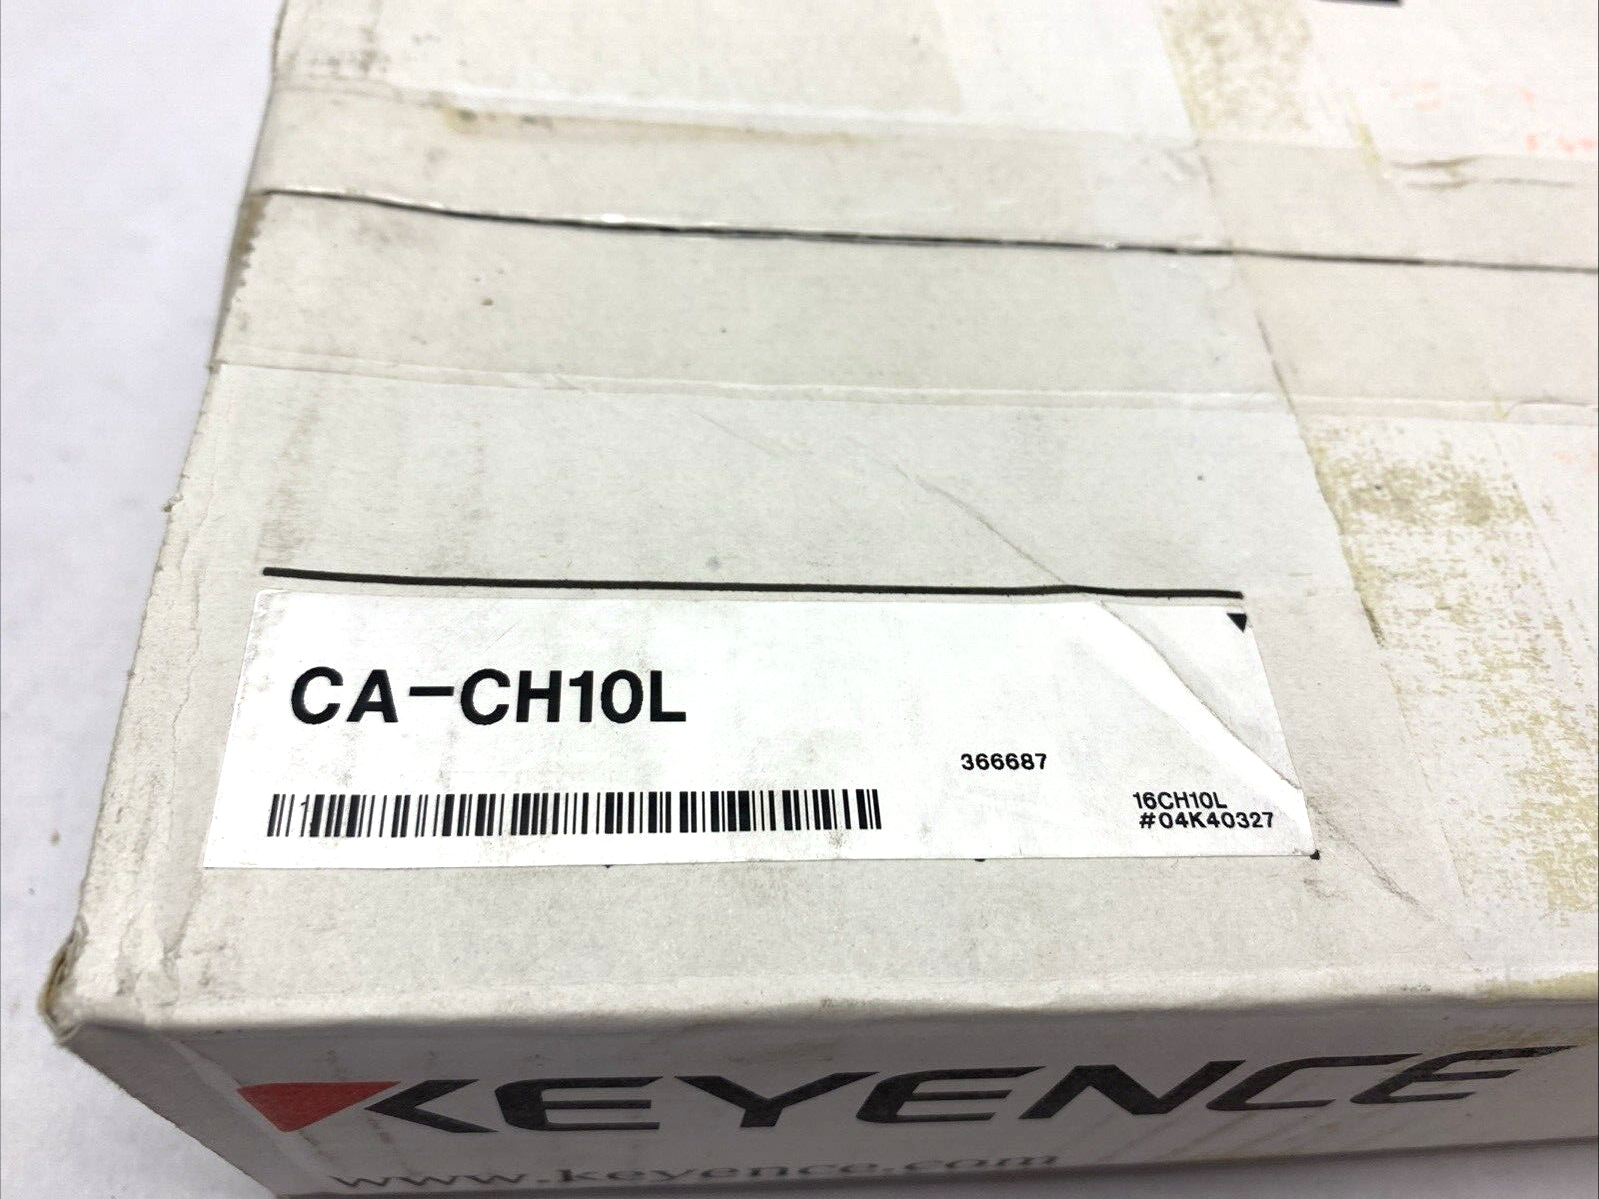 CA-CH10L
366687
16CH10L
#04K40327
KEYENCE
www.keyence.com